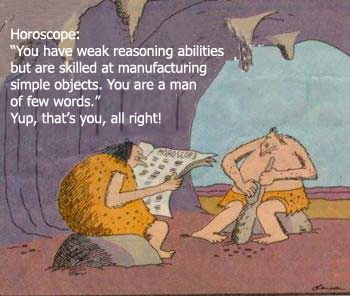 Horoscope:
“You have weak reasoning abilities
but are skilled at manufacturing
simple objects. You are a man
of few words.”
Yup, that’s you, all right!
HOROSCOPE
Larson